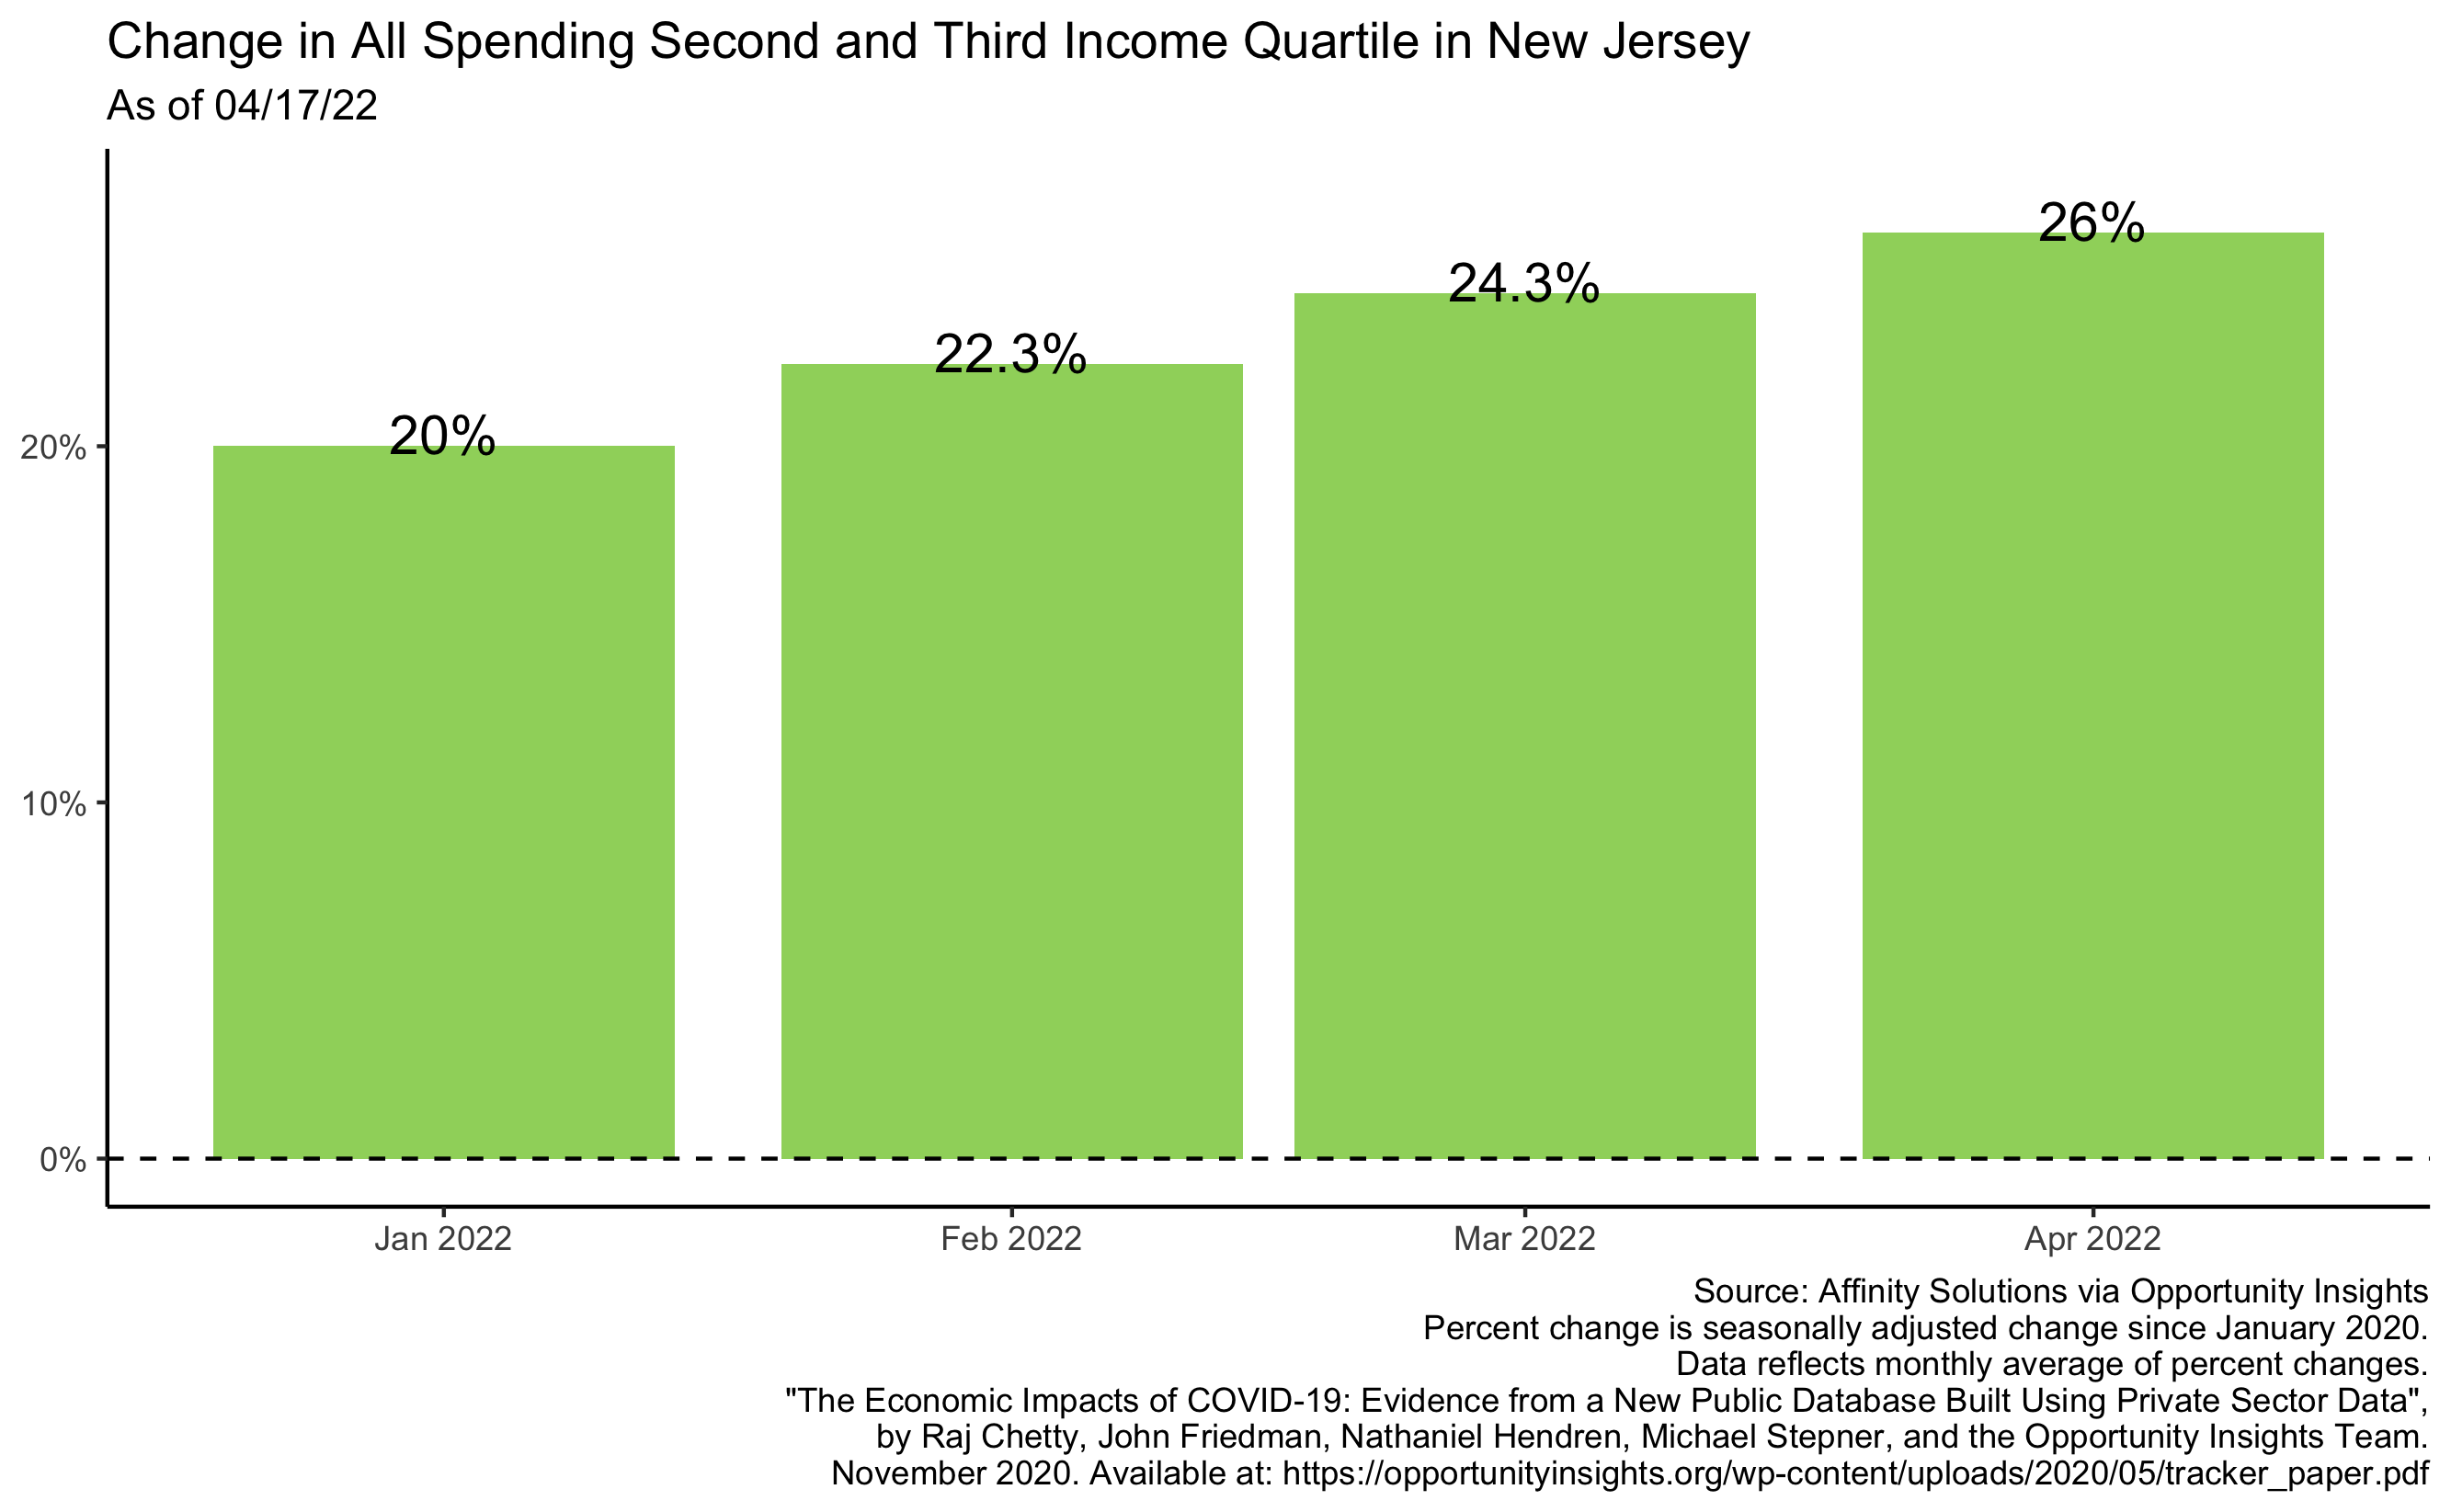 Change in All Spending Second and Third Income Quartile in New Jersey
As of 04/17/22
26%
24.3%
22.3%
20%
20%
10%
0%
Jan 2022
Feb 2022
Mar 2022
Apr 2022
Source: Affinity Solutions via Opportunity Insights
Percent change is seasonally adjusted change since January 2020.
Data reflects monthly average of percent changes.
"The Economic Impacts of COVID-19: Evidence from a New Public Database Built Using Private Sector Data",
by Raj Chetty, John Friedman, Nathaniel Hendren, Michael Stepner, and the Opportunity Insights Team.
November 2020. Available at: https://opportunityinsights.org/wp-content/uploads/2020/05/tracker_paper.pdf